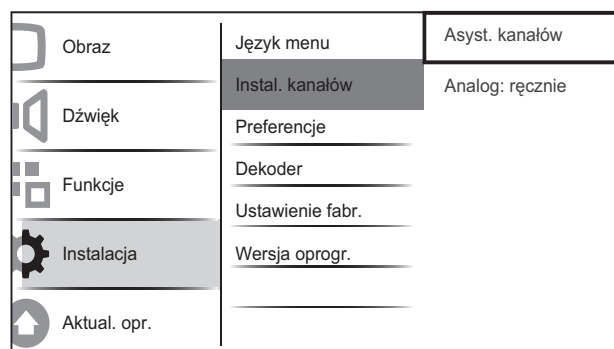 Obraz
Dźwięk
Funkcje
Instalacja
Aktual. opr.
Język menu
Instal. kanałów
Preferencje
Dekoder
Ustawienie fabr.
Wersja oprogr.
Asyst. kanałów
Analog: ręcznie